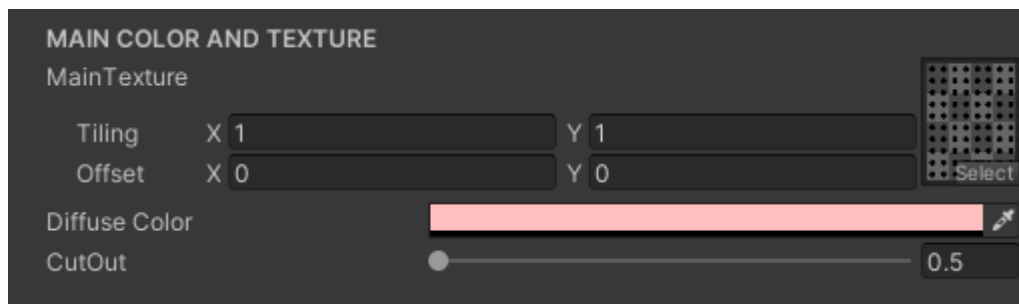 MAIN COLOR AND TEXTURE
MainTexture
Tiling X 1 Y 1
Offset X 0 Y 0
Select
Diffuse Color
CutOut 0.5